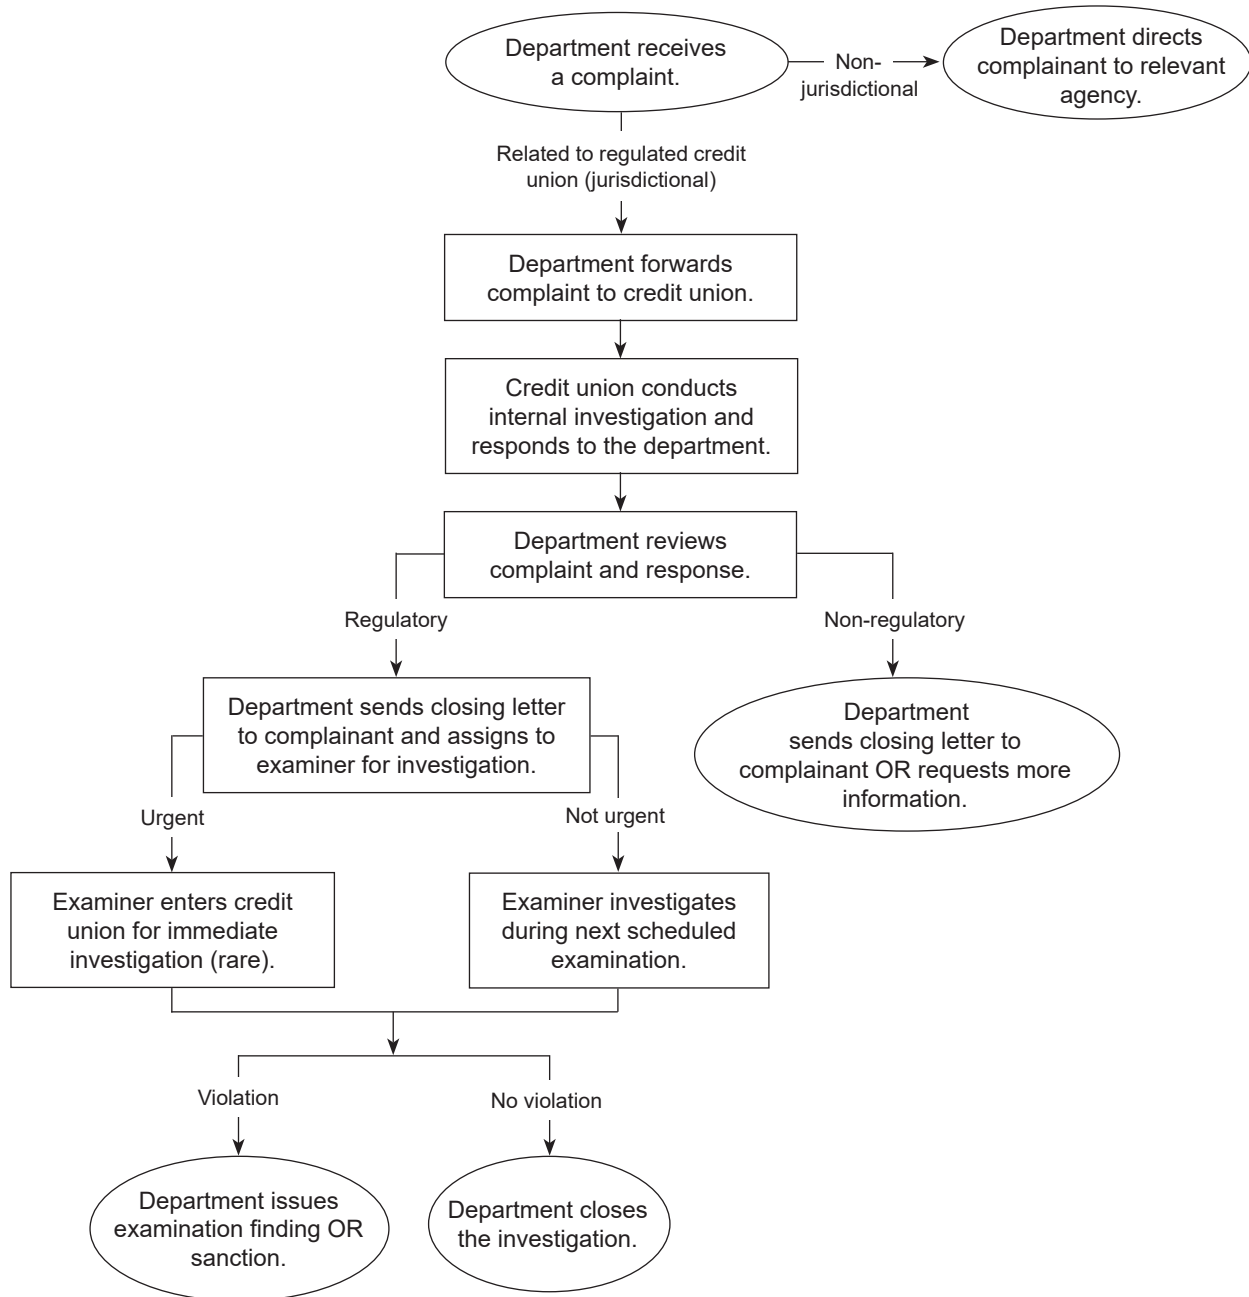 Department receives
a complaint.
Non-
jurisdictional
Department directs
complainant to relevant
agency.
Related to regulated credit
union (jurisdictional)
Department forwards
complaint to credit union.
Credit union conducts
internal investigation and
responds to the department.
Department reviews
complaint and response.
Regulatory
Non-regulatory
Department sends closing letter
to complainant and assigns to
examiner for investigation.
Department
sends closing letter to
complainant OR requests more
information.
Urgent
Not urgent
Examiner enters credit
union for immediate
investigation (rare).
Examiner investigates
during next scheduled
examination.
Violation
No violation
Department issues
examination finding OR
sanction.
Department closes
the investigation.